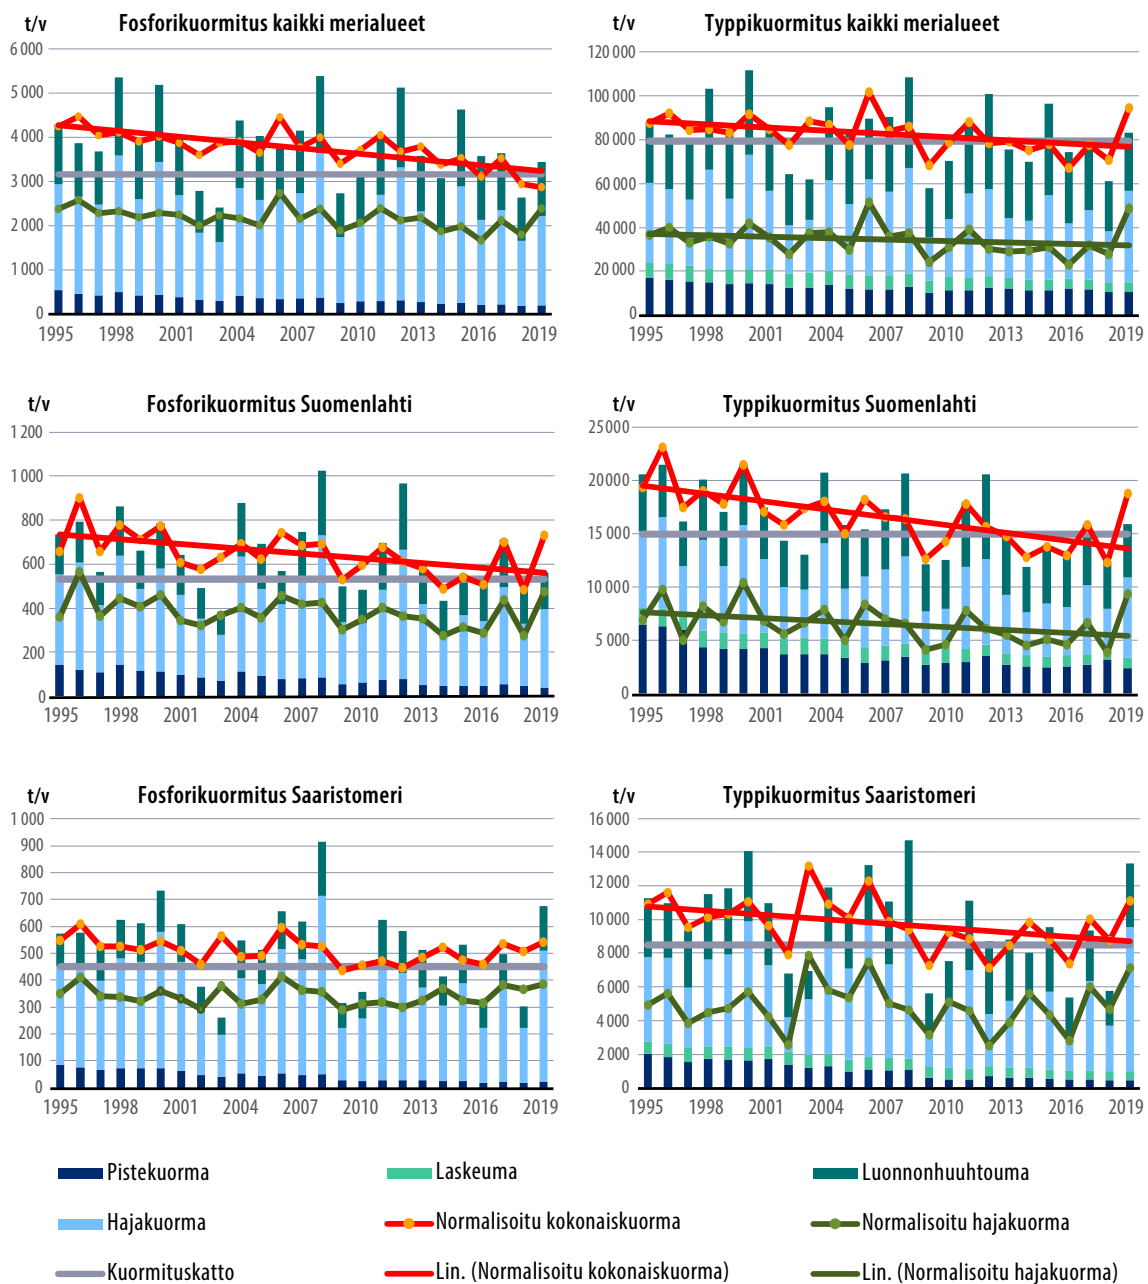 t/v
Fosforikuormitus kaikki merialueet
6 000
5 000
4 000
3 000
2 000
1 000
0
1995 1998 2001 2004 2007 2010 2013 2016 2019
t/v
Typpikuormitus kaikki merialueet
120 000
100 000
80 000
60 000
40 000
20 000
0
1995 1998 2001 2004 2007 2010 2013 2016 2019
t/v
Fosforikuormitus Suomenlahti
1 200
1 000
800
600
400
200
0
1995 1998 2001 2004 2007 2010 2013 2016 2019
t/v
Typpikuormitus Suomenlahti
25 000
20 000
15 000
10 000
5 000
0
1995 1998 2001 2004 2007 2010 2013 2016 2019
t/v
Fosforikuormitus Saaristomeri
1 000
900
800
700
600
500
400
300
200
100
0
1995 1998 2001 2004 2007 2010 2013 2016 2019
t/v
Typpikuormitus Saaristomeri
16 000
14 000
12 000
10 000
8 000
6 000
4 000
2 000
0
1995 1998 2001 2004 2007 2010 2013 2016 2019
Pistekuorma
Laskeuma
Luonnonhuuhtouma
Hajakuorma
Normalisoitu kokonaiskuorma
Normalisoitu hajakuorma
Kuormituskatto
Lin. (Normalisoitu kokonaiskuorma)
Lin. (Normalisoitu hajakuorma)